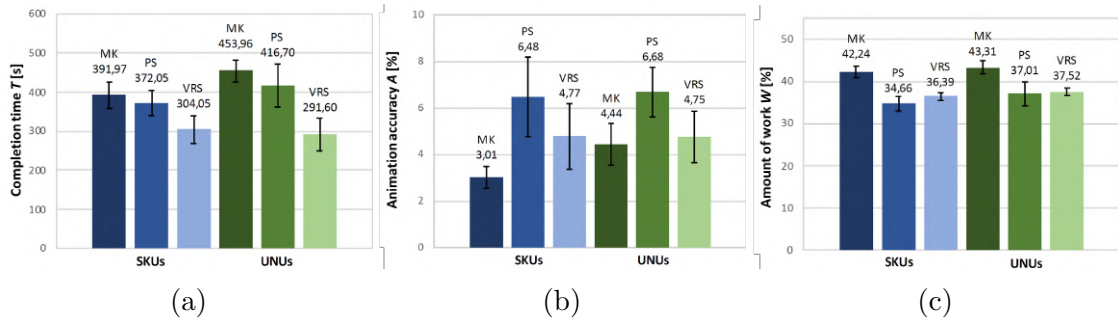 Completion time T [s]
600
500
400
300
200
100
0
MK
391,97
PS
372,05
VRS
304,05
MK
453,96
PS
416,70
VRS
291,60
SKUs
UNUs
(a)
Animation accuracy A [%]
10
8
6
4
2
0
MK
3,01
PS
6,48
VRS
4,77
MK
4,44
PS
6,68
VRS
4,75
SKUs
UNUs
(b)
Amount of work W [%]
50
40
30
20
10
0
MK
42,24
PS
34,66
VRS
36,39
MK
43,31
PS
37,01
VRS
37,52
SKUs
UNUs
(c)